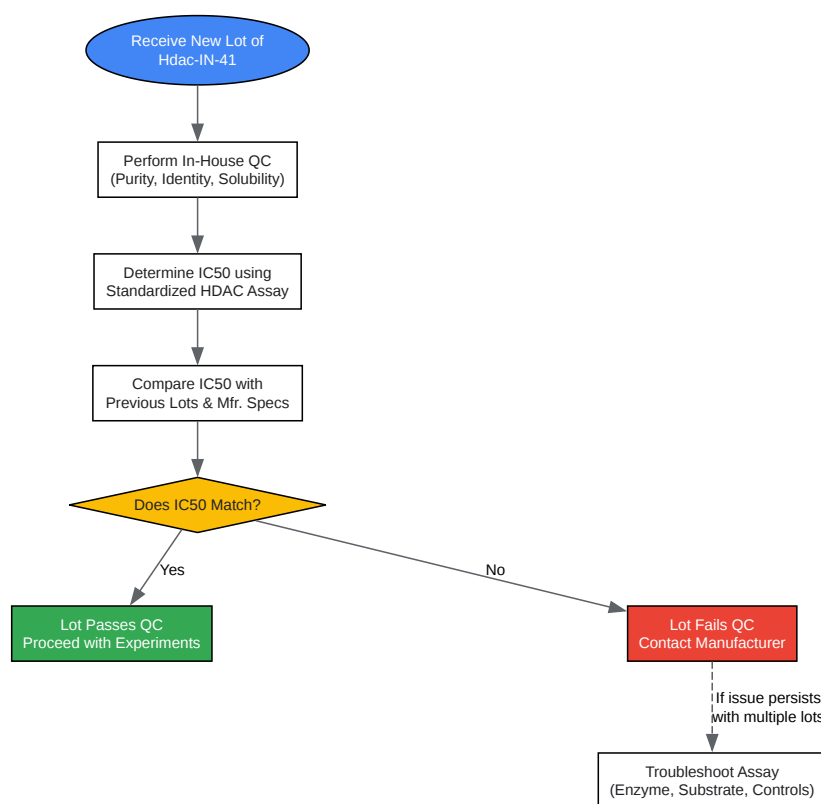 Receive New Lot of
Hdac-IN-41
Perform In-House QC
(Purity, Identity, Solubility)
Determine IC50 using
Standardized HDAC Assay
Compare IC50 with
Previous Lots & Mfr. Specs
Does IC50 Match?
Yes
No
Lot Passes QC
Proceed with Experiments
Lot Fails QC
Contact Manufacturer
If issue persists
with multiple lots
Troubleshoot Assay
(Enzyme, Substrate, Controls)